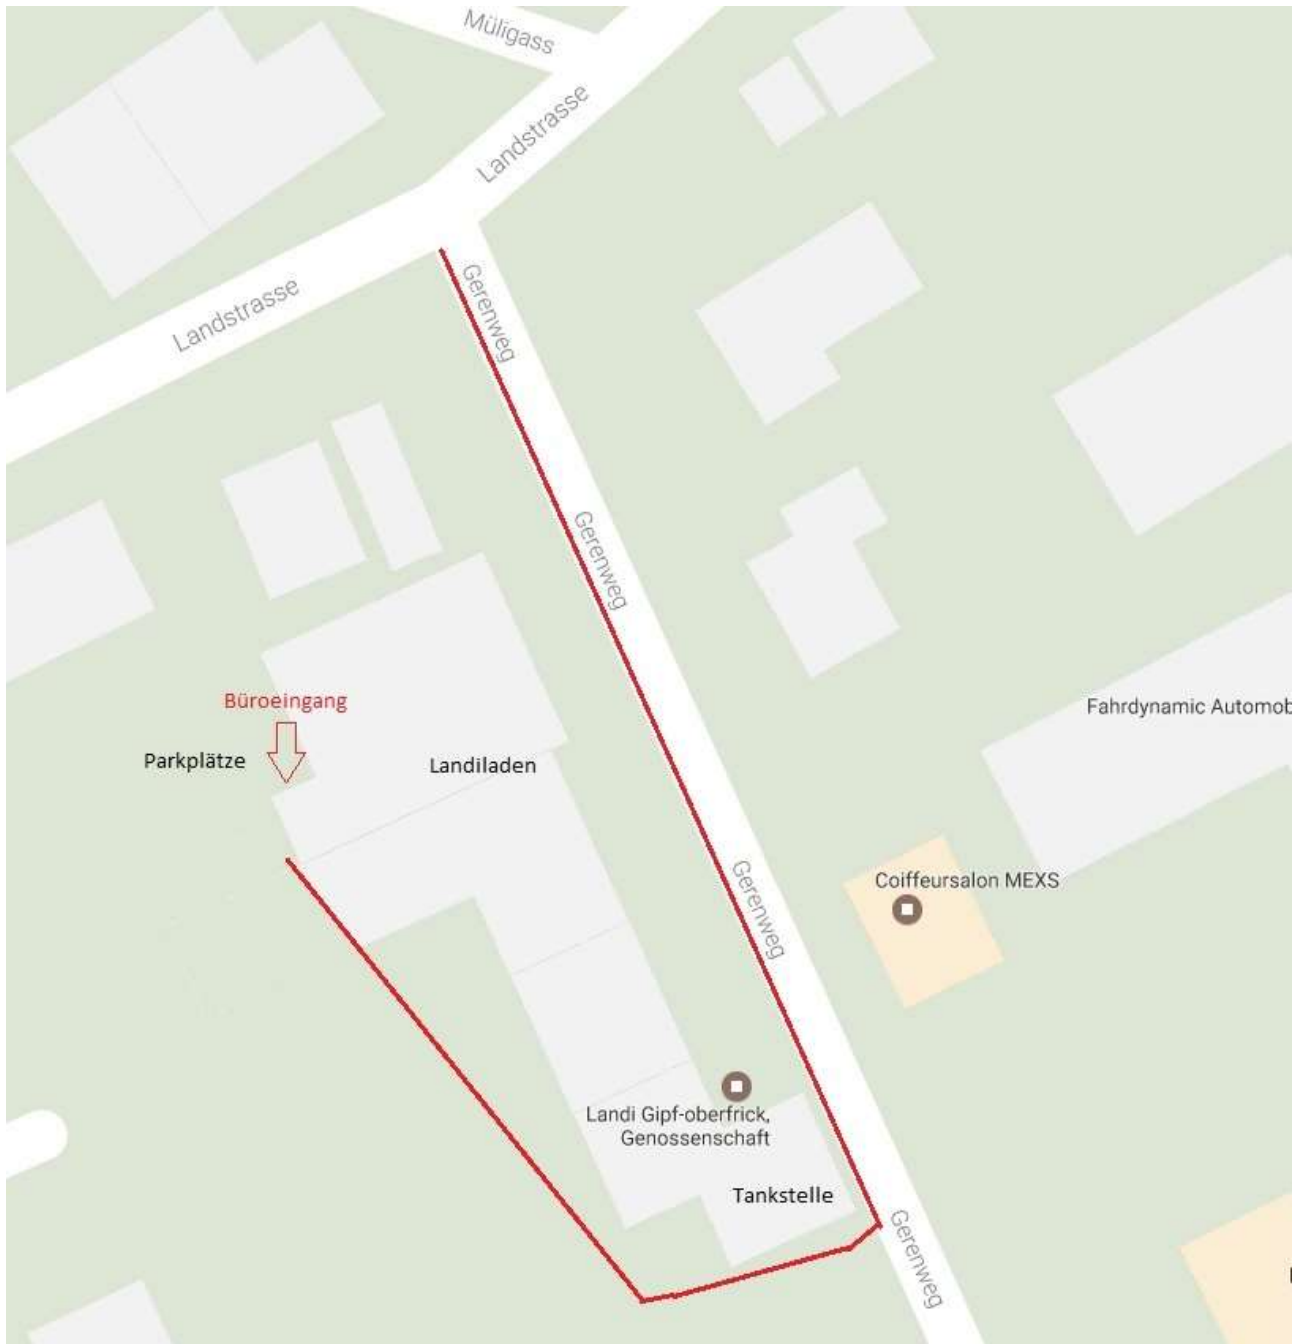 Müligass
Landstrasse
Landstrasse
Gerenweg
Gerenweg
Büroeingang
Parkplätze
Landiladen
Fahrdynamic Automob
Gerenweg
Coiffeursalon MEXS
Landi Gipf-oberfrick,
Genossenschaft
Tankstelle
Gerenweg